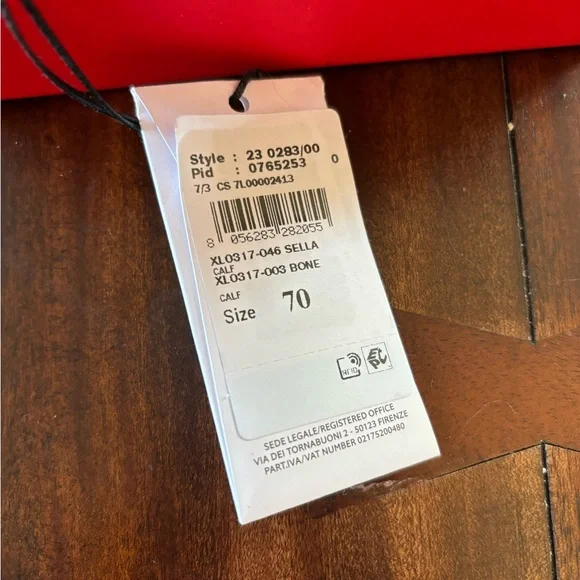 Style : 23 0283/00
Pid : 0765253 0
7/3 CS 7L00002413
8 056283 282055
XL0317-046 SELLA
CALF
XL0317-003 BONE
CALF
Size 70
RFID
EPC
SEDE LEGALE/REGISTERED OFFICE
VIA DEI TORNABUONI 2 - 50123 FIRENZE
PART.IVA/VAT NUMBER 02175200480